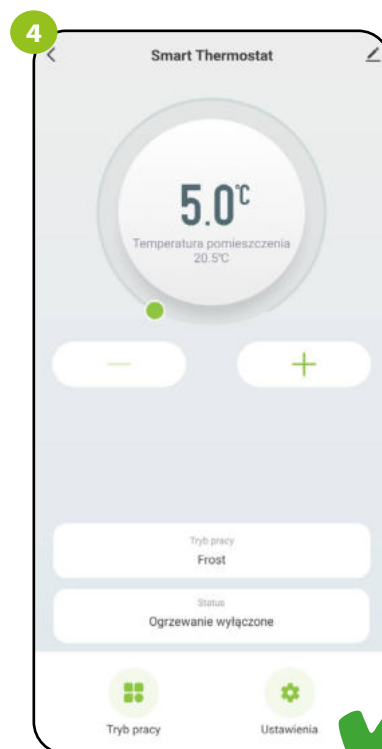 4
Smart Thermostat
5.0°C
Temperatura pomieszczenia
20.5°C
Tryb pracy
Frost
Status
Ogrzewanie wyłączone
Tryb pracy
Ustawienia